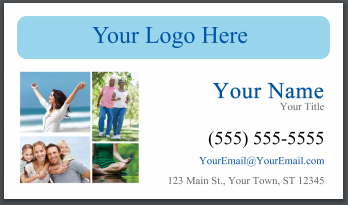 Your Logo Here
Your Name
Your Title
(555) 555-5555
YourEmail@YourEmail.com
123 Main St., Your Town, ST 12345